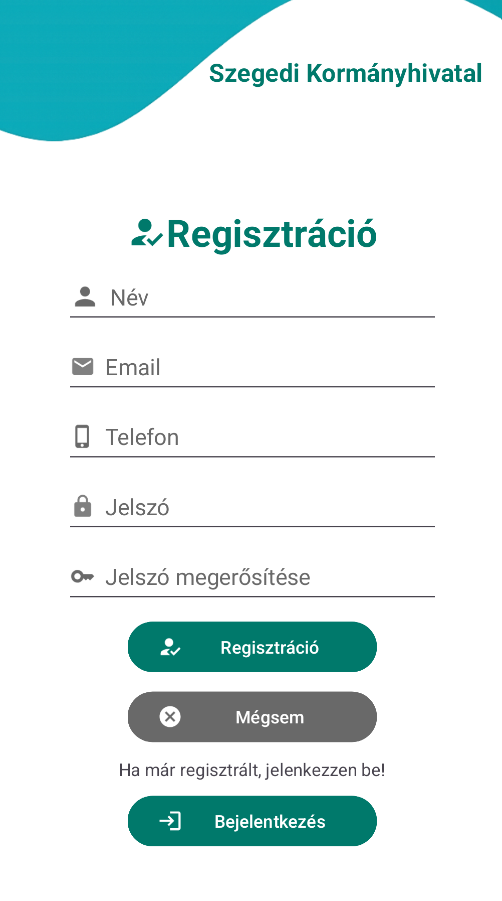 Szegedi Kormányhivatal
Regisztráció
Név
Email
Telefon
Jelszó
Jelszó megerősítése
Regisztráció
Mégsem
Ha már regisztrált, jelenkezzen be!
Bejelentkezés